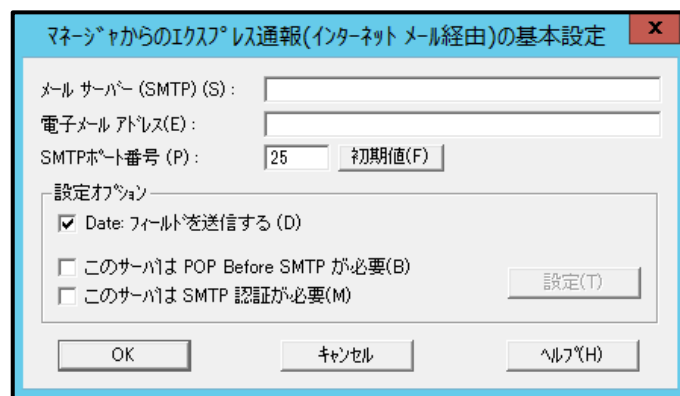 マネージャからのエクスプレス通報(インターネット メール経由)の基本設定 x
メール サーバー (SMTP) (S) :
電子メール アドレス(E) :
SMTPポート番号 (P) : 25 初期値(F)
設定オプション
Date: フィールドを送信する (D)
このサーバは POP Before SMTP が必要(B)
このサーバは SMTP 認証が必要(M)
設定(T)
OK キャンセル ヘルプ(H)